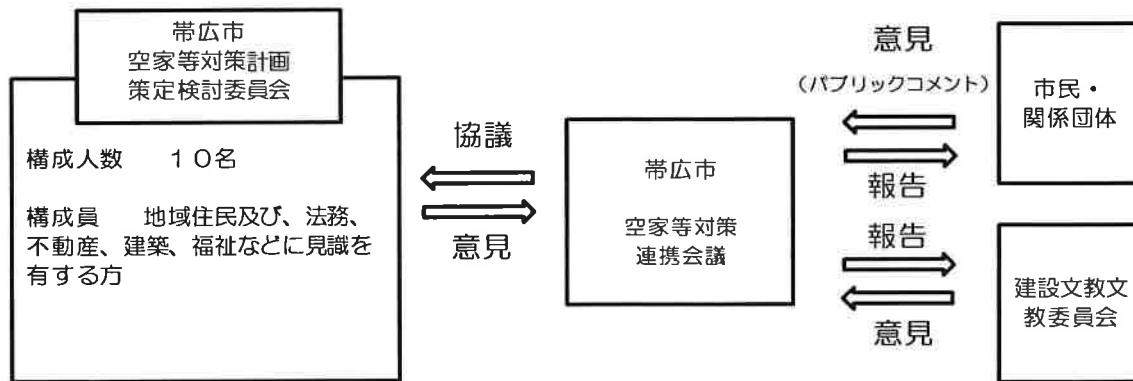 帯広市
空家等対策計画
策定検討委員会
構成人数　　１０名
構成員　　地域住民及び、法務、
不動産、建築、福祉などに見識を
有する方
協議
意見
帯広市
空家等対策
連携会議
意見
（パブリックコメント）
報告
報告
意見
市民・
関係団体
建設文教文
教委員会